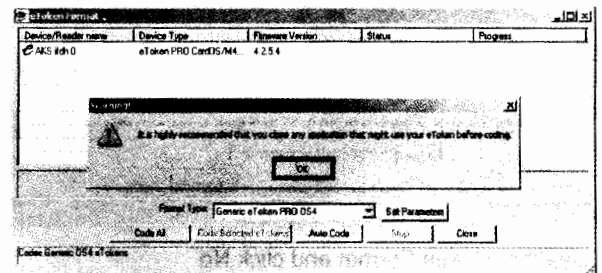 eToken Format
Device/Reader name Device Type Firmware Version Status Progress
AKS ifdh 0 eToken PRO CardOS/M4... 4.2.5.4
Warning!
It is highly recommended that you close any application that might use your eToken before coding.
OK
Format Type: Generic eToken PRO OS4 Set Parameters
Code All Code Selected eTokens Auto Code Stop Close
Codes Generic OS4 eTokens